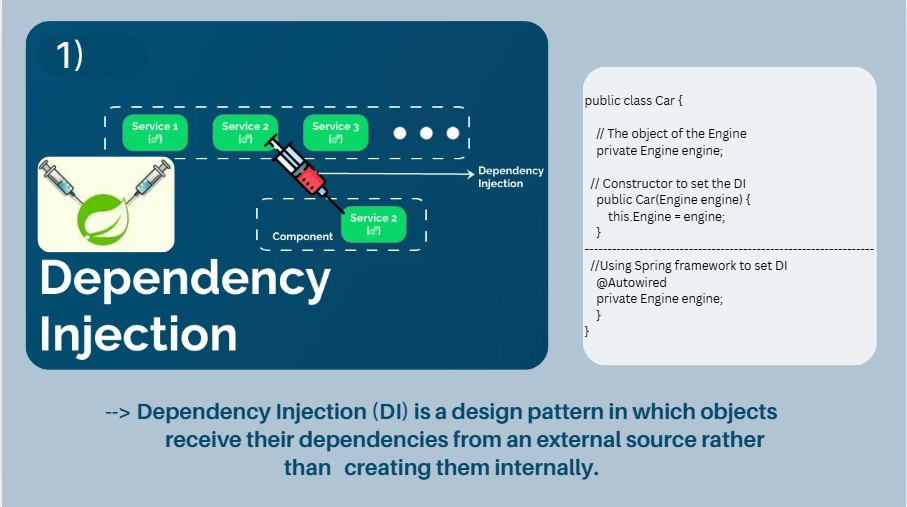 1)
Service 1
{🔗}
Service 2
{🔗}
Service 3
{🔗}
Dependency
Injection
Component
Service 2
{🔗}
Dependency
Injection
public class Car {
// The object of the Engine
private Engine engine;
// Constructor to set the DI
public Car(Engine engine) {
this.Engine = engine;
}
--------------------------------------------------------------
//Using Spring framework to set DI
@Autowired
private Engine engine;
}
}
--> Dependency Injection (DI) is a design pattern in which objects
receive their dependencies from an external source rather
than creating them internally.